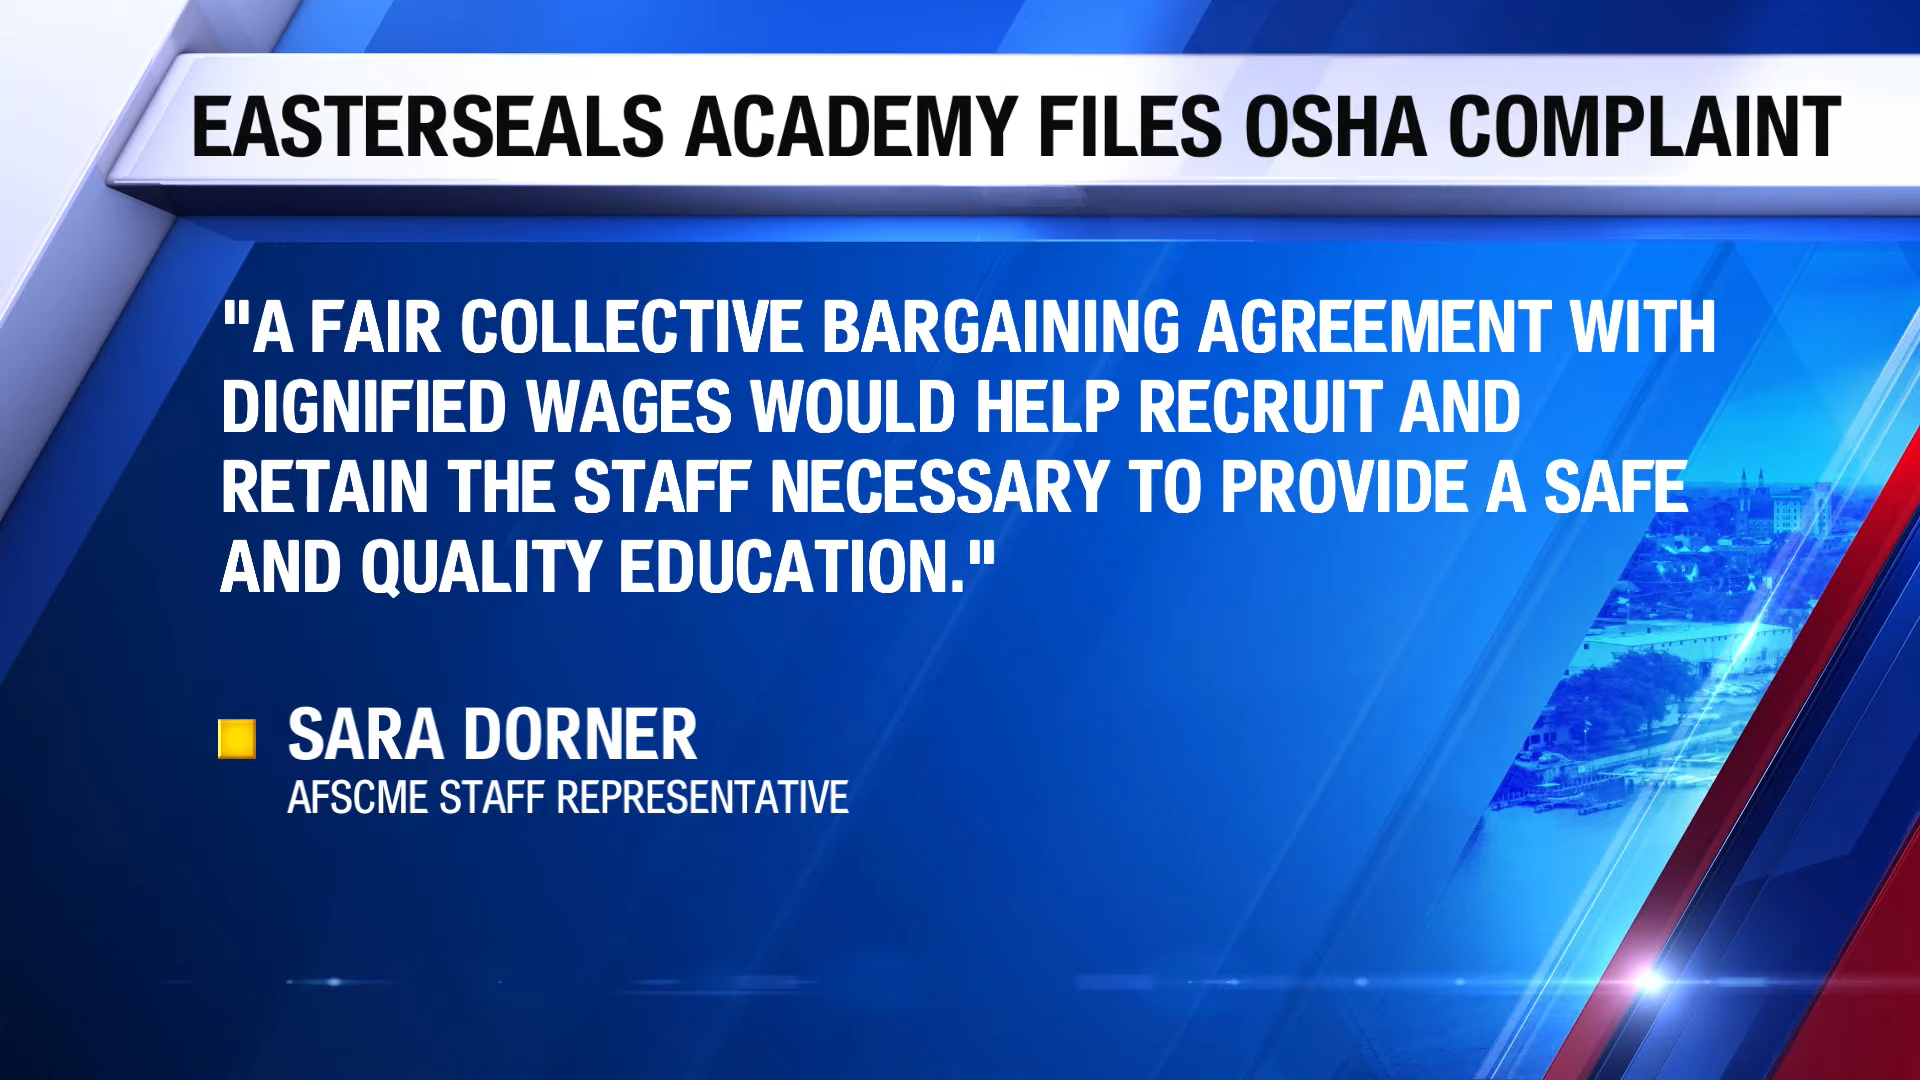 EASTERSEALS ACADEMY FILES OSHA COMPLAINT
"A FAIR COLLECTIVE BARGAINING AGREEMENT WITH
DIGNIFIED WAGES WOULD HELP RECRUIT AND
RETAIN THE STAFF NECESSARY TO PROVIDE A SAFE
AND QUALITY EDUCATION."
SARA DORNER
AFSCME STAFF REPRESENTATIVE